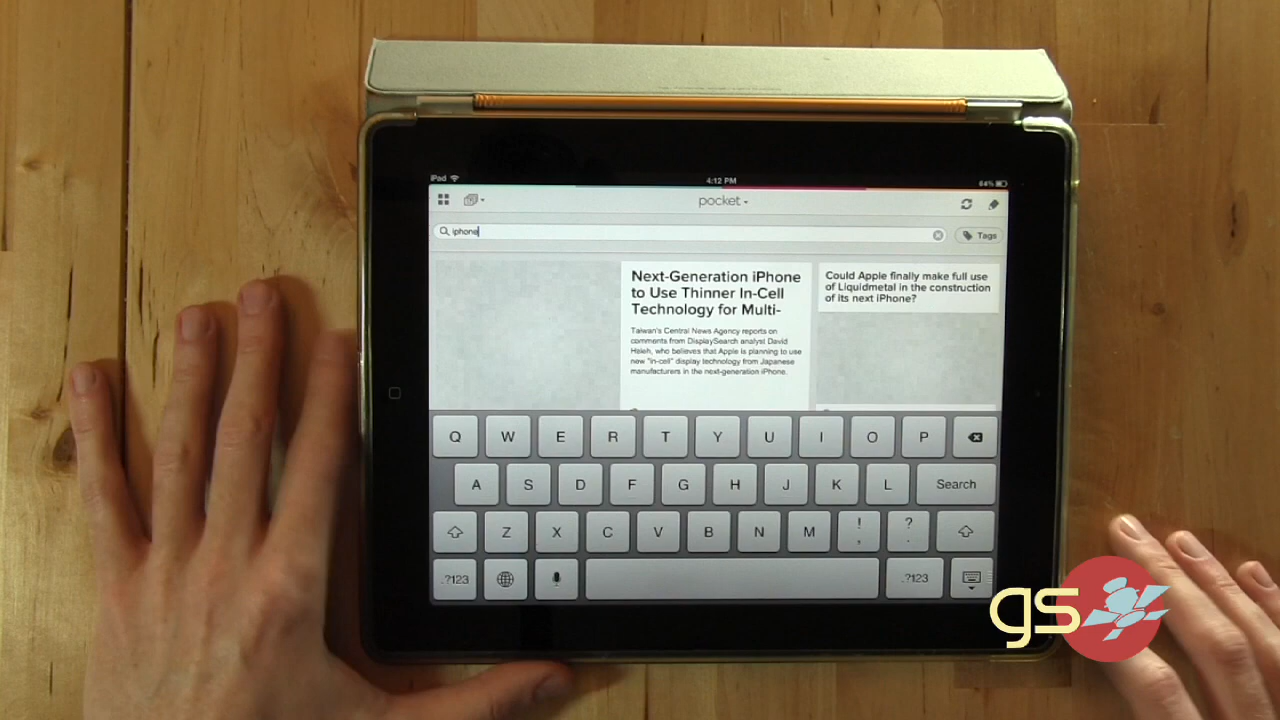 iPad
4:12 PM
64%
pocket
iphone
Tags
Next-Generation iPhone
to Use Thinner In-Cell
Technology for Multi-
Taiwan's Central News Agency reports on
comments from DisplaySearch analyst David
Hsieh, who believes that Apple is planning to use
new "in-cell" display technology from Japanese
manufacturers in the next-generation iPhone.
Could Apple finally make full use
of Liquidmetal in the construction
of its next iPhone?
Q W E R T Y U I O P
A S D F G H J K L Search
Z X C V B N M ! , ? .
.?123 .?123
gs